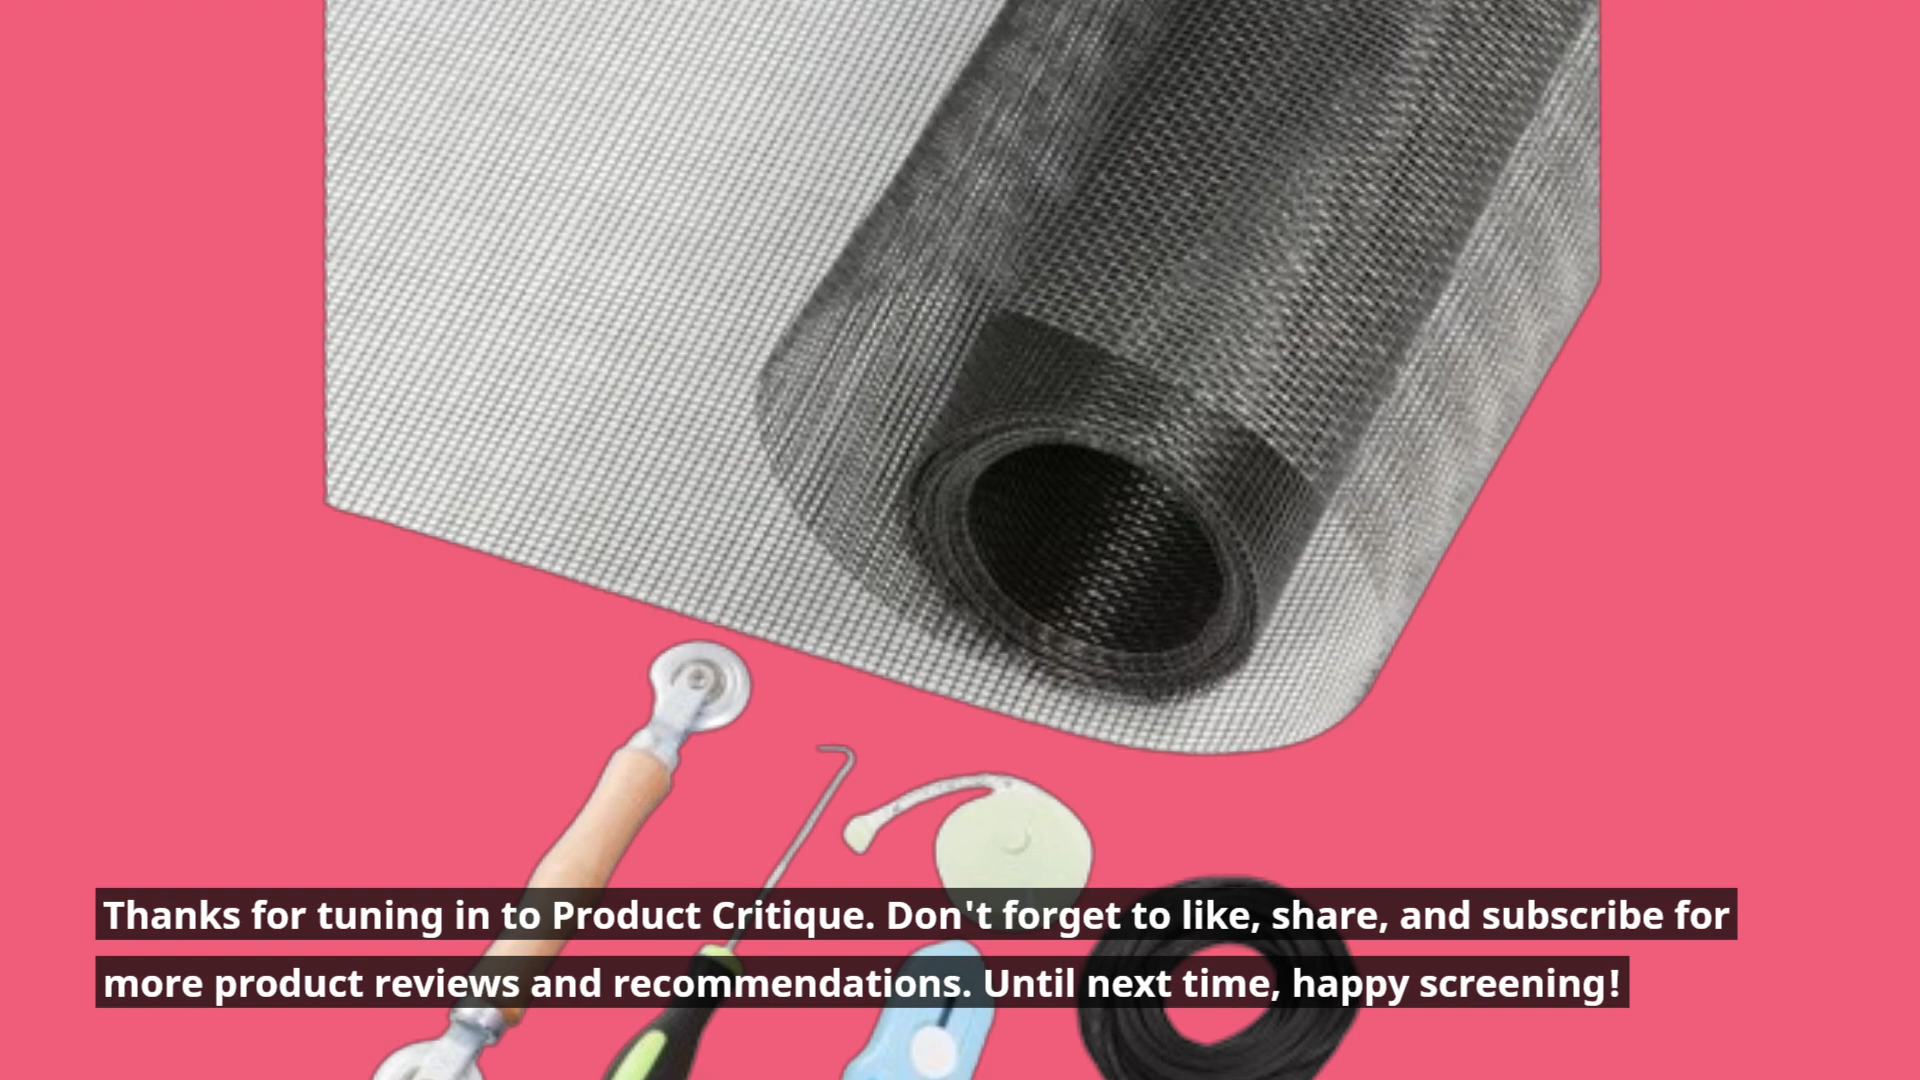 Thanks for tuning in to Product Critique. Don't forget to like, share, and subscribe for
more product reviews and recommendations. Until next time, happy screening!